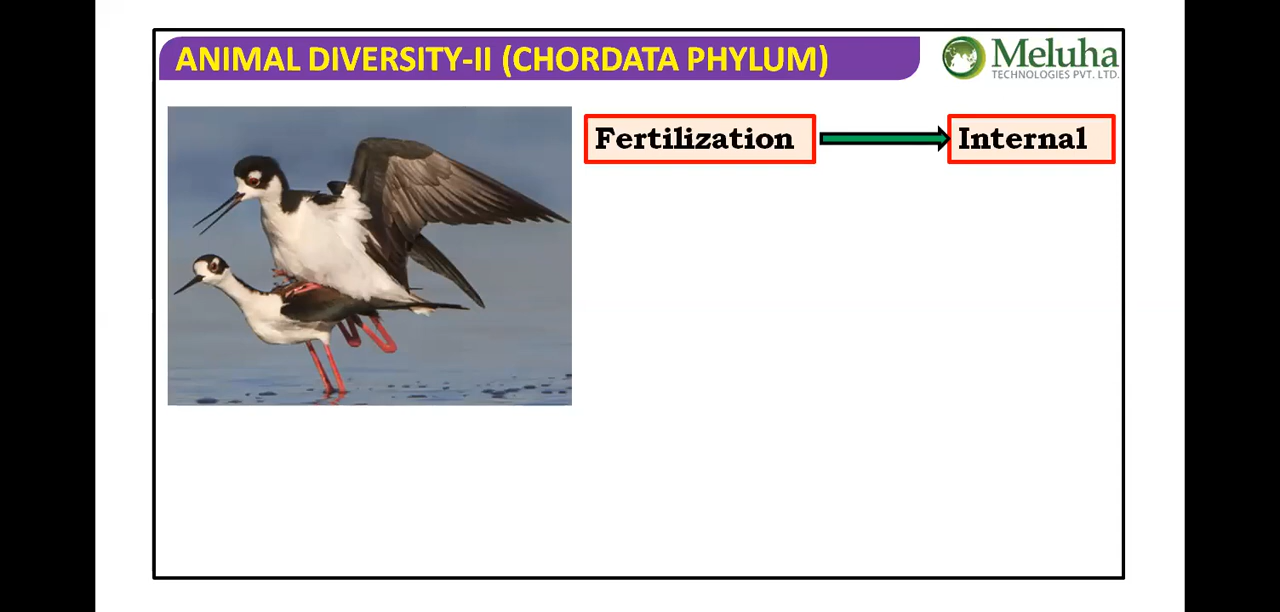 ANIMAL DIVERSITY-II (CHORDATA PHYLUM)
Meluha
TECHNOLOGIES PVT. LTD.
Fertilization
Internal